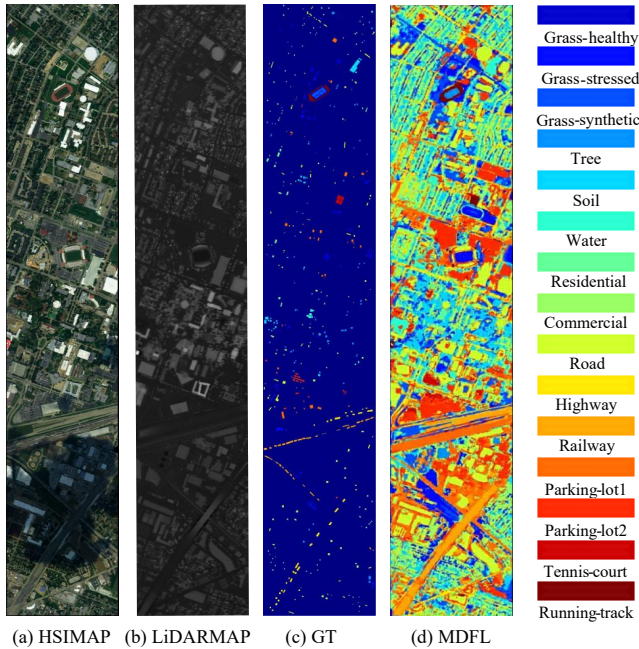 Grass-healthy
Grass-stressed
Grass-synthetic
Tree
Soil
Water
Residential
Commercial
Road
Highway
Railway
Parking-lot1
Parking-lot2
Tennis-court
Running-track
(a) HSIMAP (b) LiDARMAP (c) GT (d) MDFL